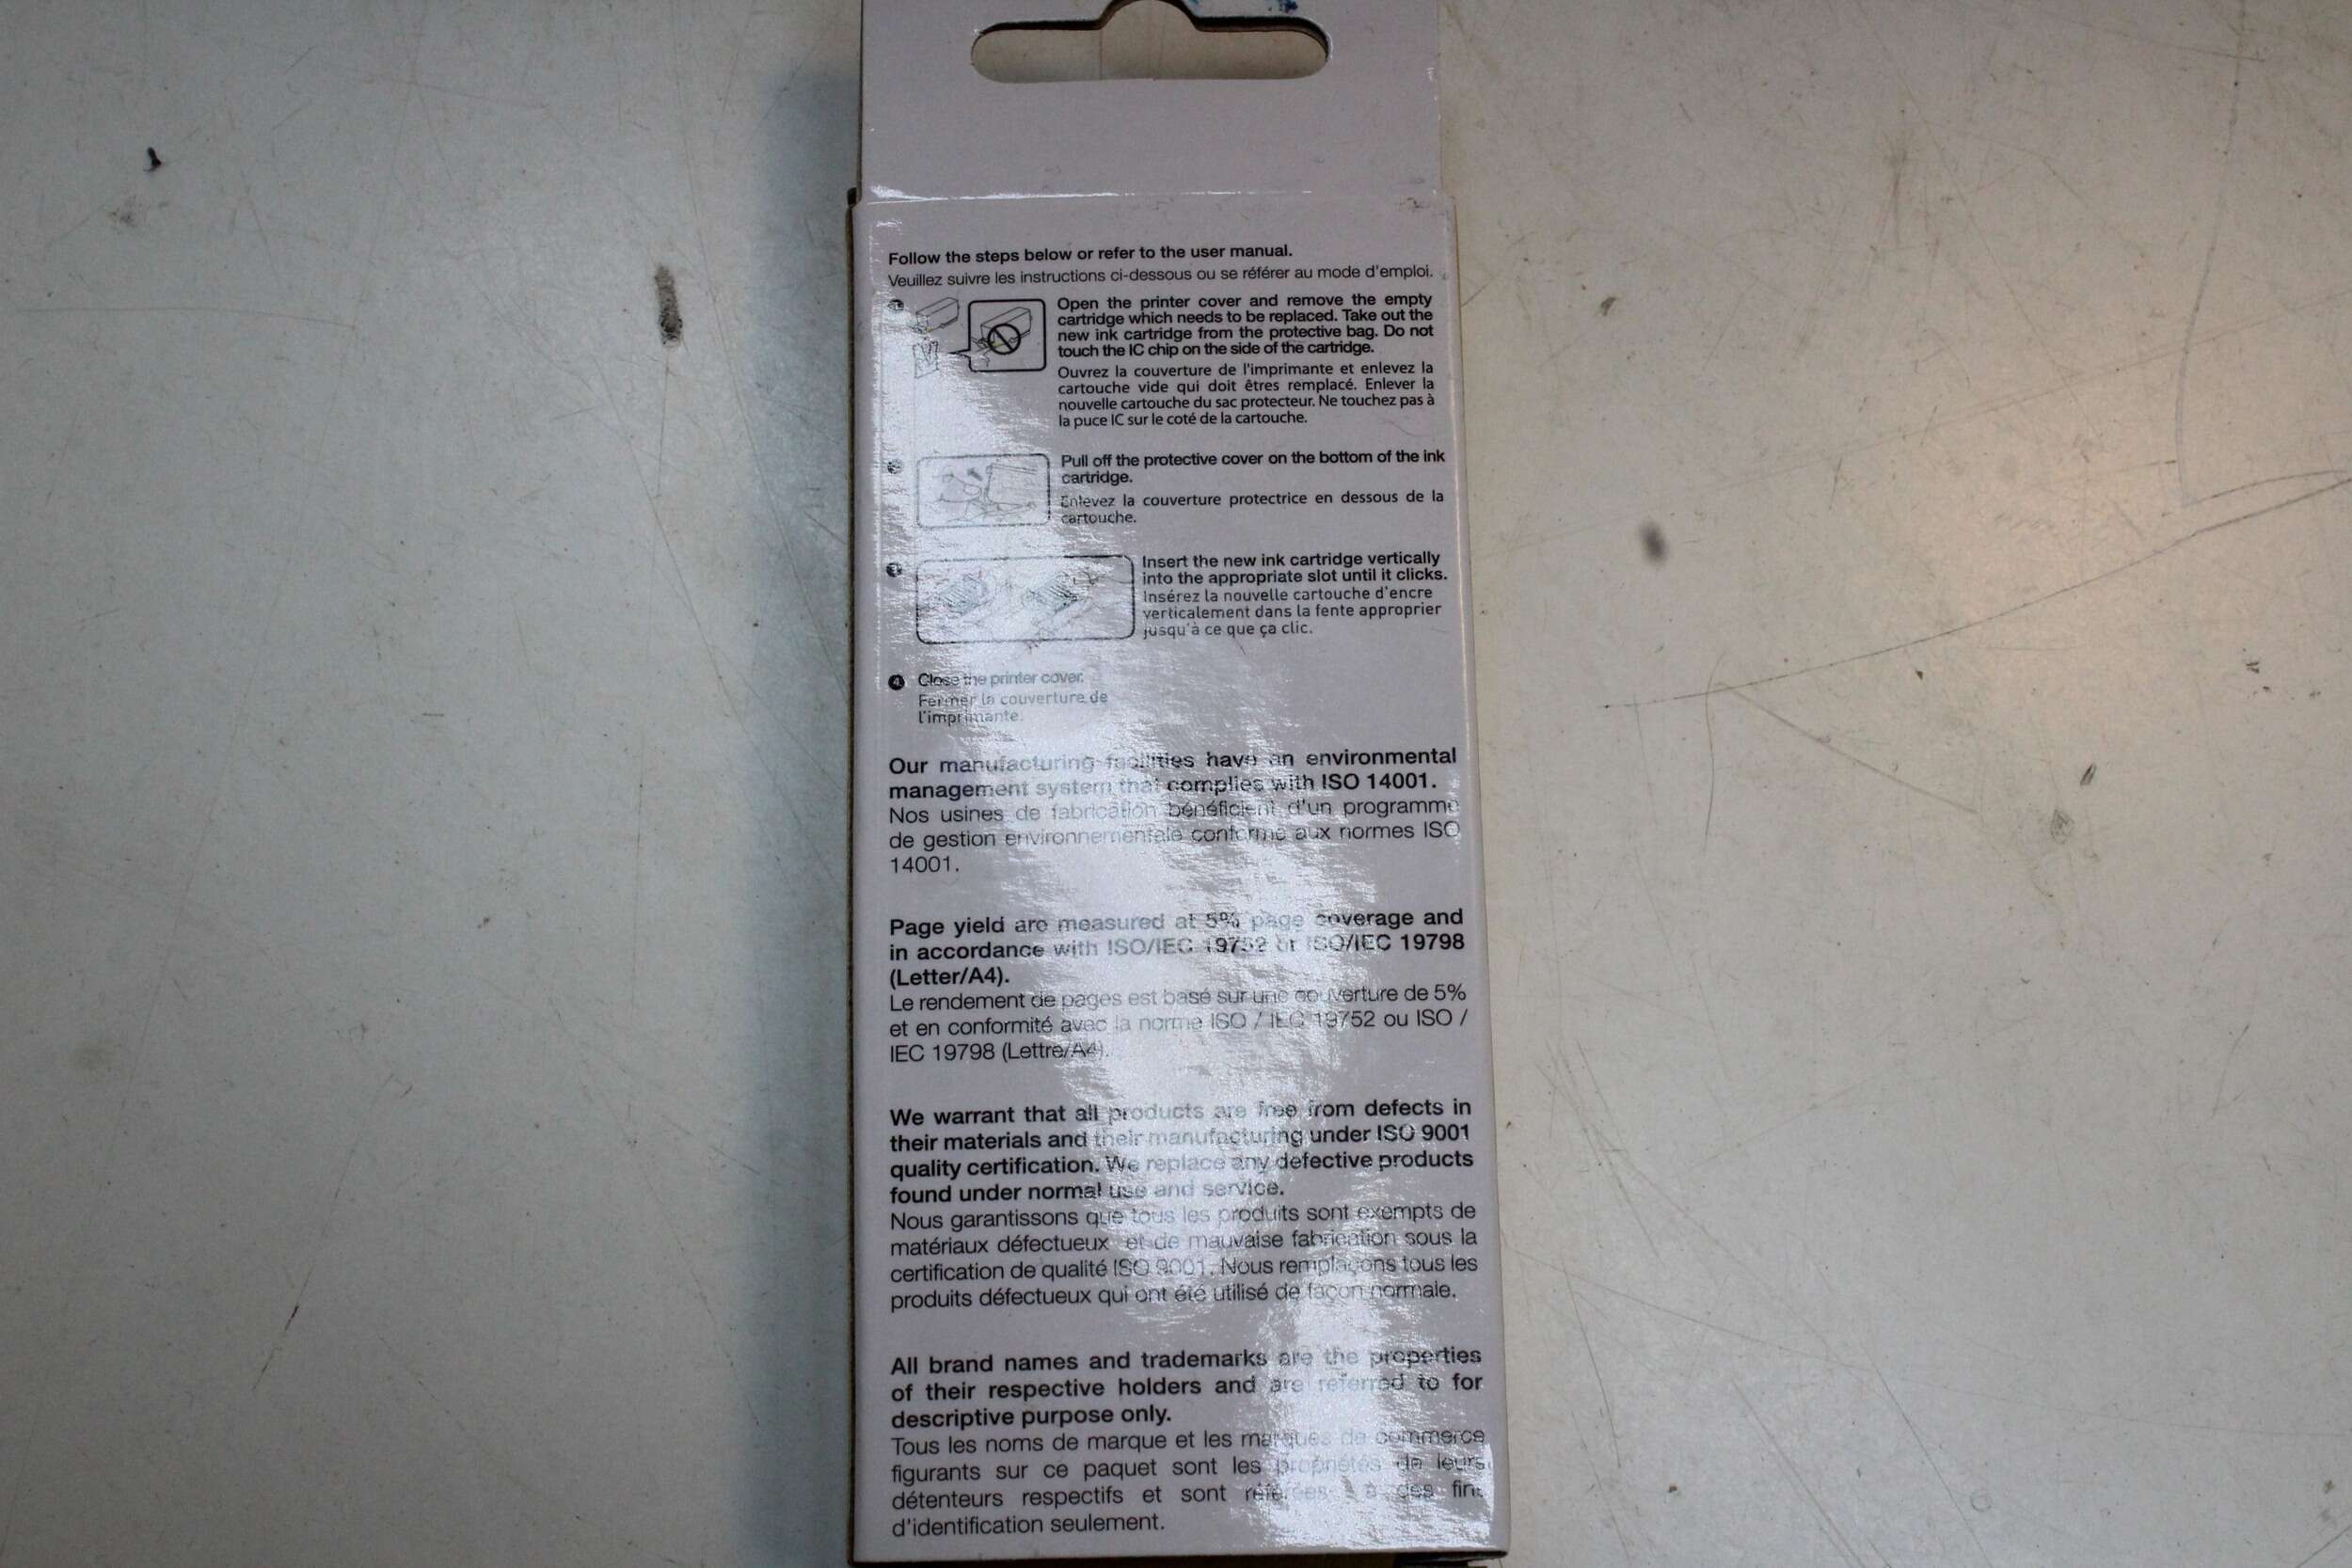 Follow the steps below or refer to the user manual.
Veuillez suivre les instructions ci-dessous ou se référer au mode d'emploi.
1
Open the printer cover and remove the empty
cartridge which needs to be replaced. Take out the
new ink cartridge from the protective bag. Do not
touch the IC chip on the side of the cartridge.
Ouvrez la couverture de l'imprimante et enlevez la
cartouche vide qui doit êtres remplacé. Enlever la
nouvelle cartouche du sac protecteur. Ne touchez pas à
la puce IC sur le coté de la cartouche.
2
Pull off the protective cover on the bottom of the ink
cartridge.
Enlevez la couverture protectrice en dessous de la
cartouche.
3
Insert the new ink cartridge vertically
into the appropriate slot until it clicks.
Insérez la nouvelle cartouche d'encre
verticalement dans la fente approprier
jusqu'à ce que ça clic.
4 Close the printer cover.
Fermer la couverture de
l'imprimante.
Our manufacturing facilities have an environmental
management system that complies with ISO 14001.
Nos usines de fabrication bénéficient d'un programme
de gestion environnementale conforme aux normes ISO
14001.
Page yield are measured at 5% page coverage and
in accordance with ISO/IEC 19752 or ISO/IEC 19798
(Letter/A4).
Le rendement de pages est basé sur une couverture de 5%
et en conformité avec la norme ISO / IEC 19752 ou ISO /
IEC 19798 (Lettre/A4).
We warrant that all products are free from defects in
their materials and their manufacturing under ISO 9001
quality certification. We replace any defective products
found under normal use and service.
Nous garantissons que tous les produits sont exempts de
matériaux défectueux et de mauvaise fabrication sous la
certification de qualité ISO 9001. Nous remplaçons tous les
produits défectueux qui ont été utilisé de façon normale.
All brand names and trademarks are the properties
of their respective holders and are referred to for
descriptive purpose only.
Tous les noms de marque et les marques de commerce
figurants sur ce paquet sont les propriétés de leurs
détenteurs respectifs et sont à des fins
d'identification seulement.